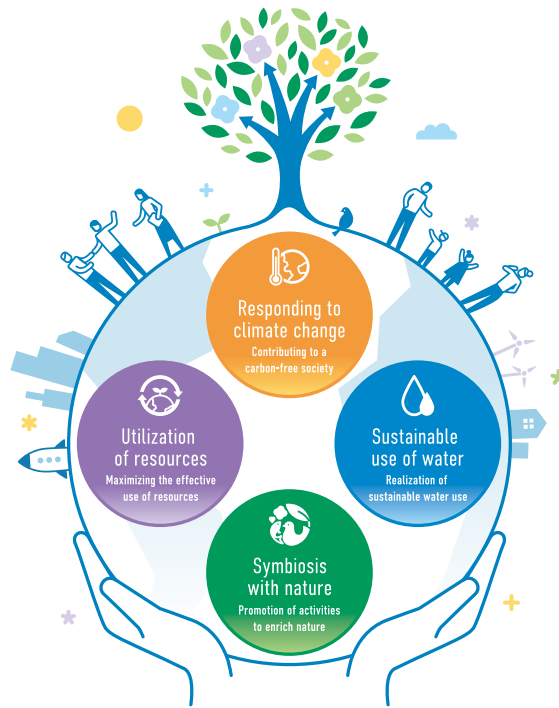 Responding to
climate change
Contributing to a
carbon-free society
Utilization
of resources
Maximizing the effective
use of resources
Sustainable
use of water
Realization of
sustainable water use
Symbiosis
with nature
Promotion of activities
to enrich nature